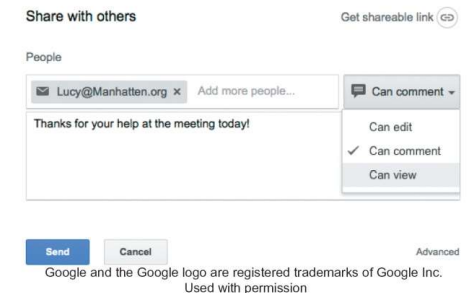 Share with others
Get shareable link
People
Lucy@Manhatten.org × Add more people...
Can comment
Thanks for your help at the meeting today!
Can edit
✓ Can comment
Can view
Send Cancel Advanced
Google and the Google logo are registered trademarks of Google Inc.
Used with permission